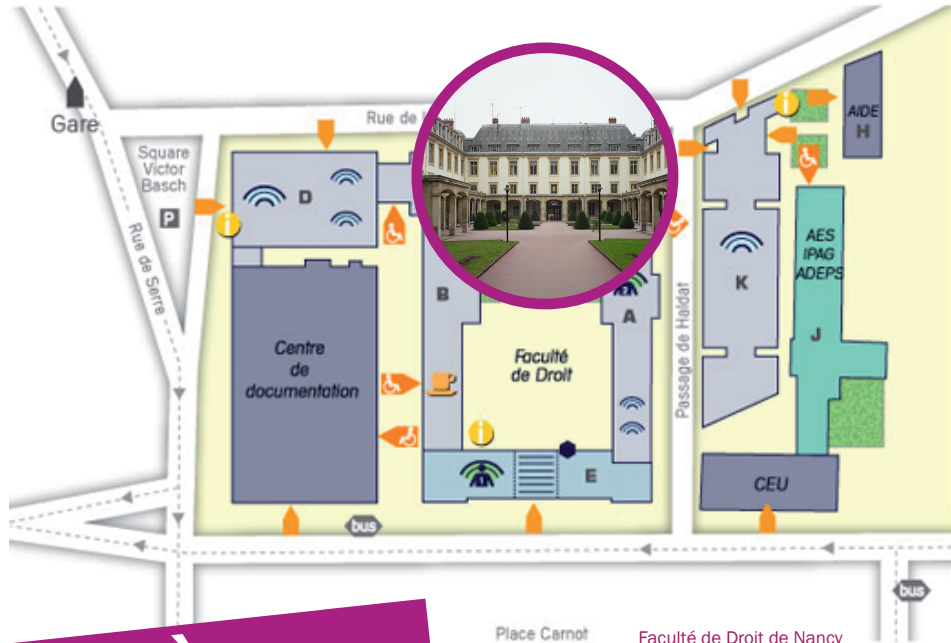 Gare
Square
Victor
Basch
P
Rue de Serre
Rue de
D
i
B
A
Centre
de
documentation
Faculté
de Droit
i
E
Passage de Haldat
K
i
AIDE
H
AES
IPAG
ADEPS
J
CEU
bus
bus
Place Carnot
Faculté de Droit de Nancy